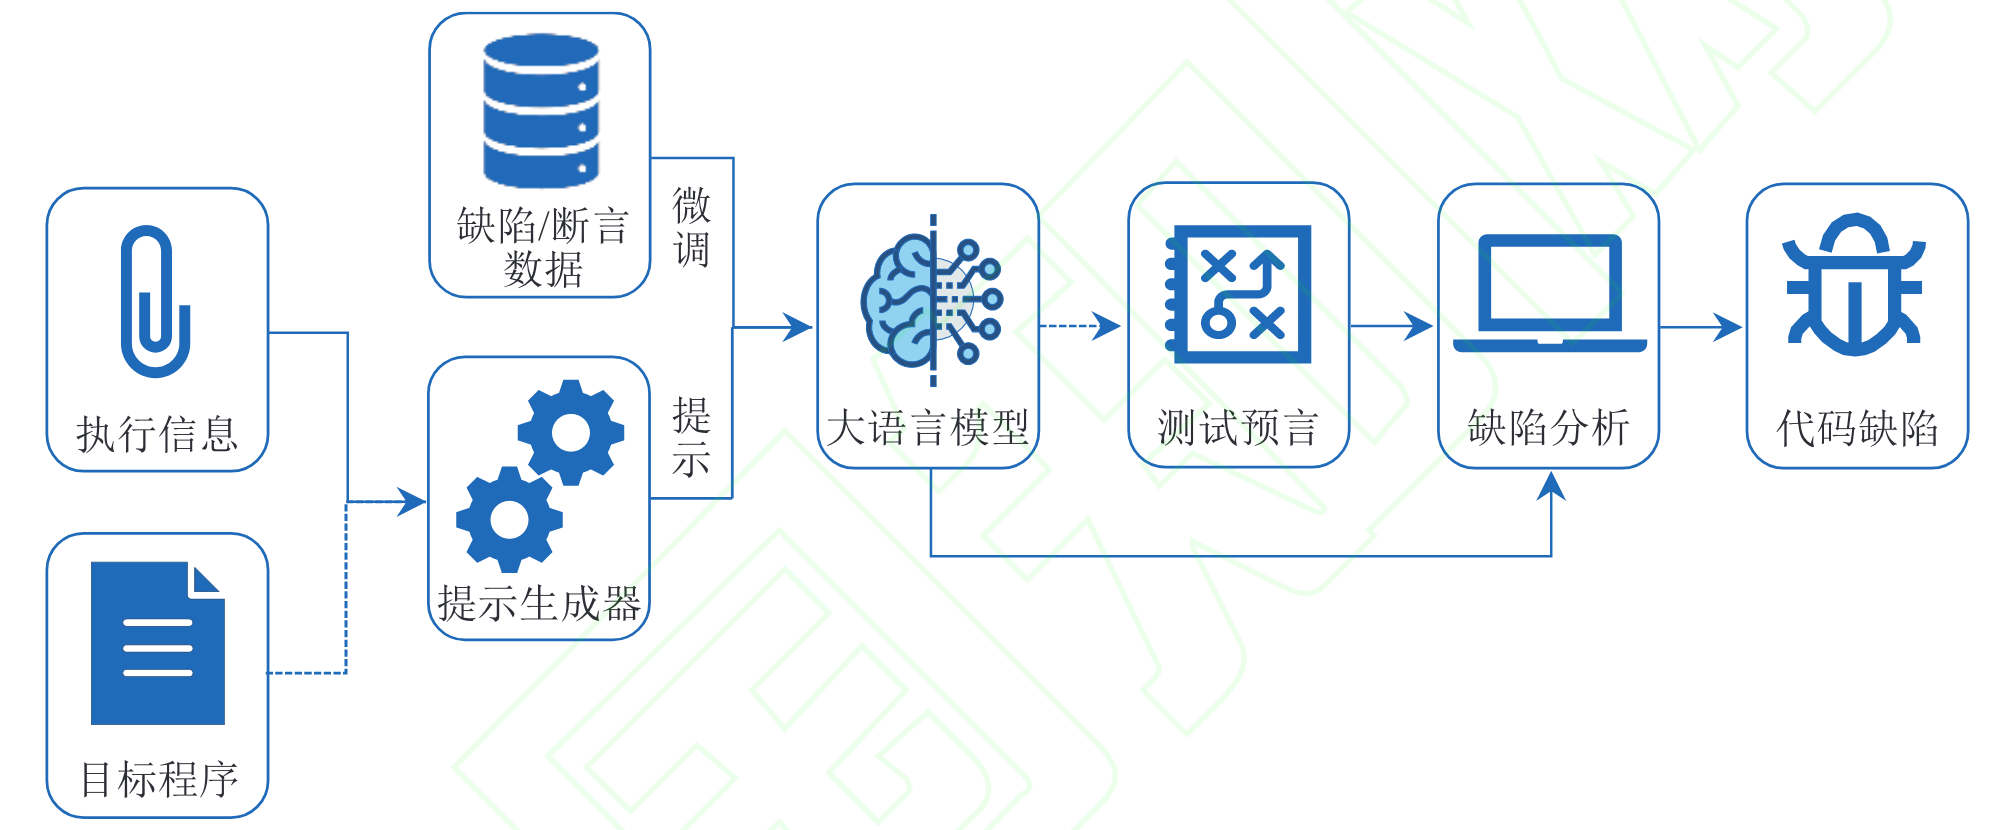 缺陷/断言
数据
微
调
执行信息
提
示
提示生成器
大语言模型
测试预言
缺陷分析
代码缺陷
目标程序